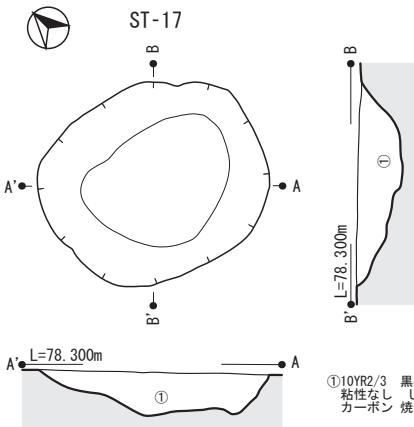 ST-17
B
A'
A
B'
B
①
L=78.300m
B'
A'
L=78.300m
A
①
①10YR2/3 黒
粘性なし し
カーボン 焼